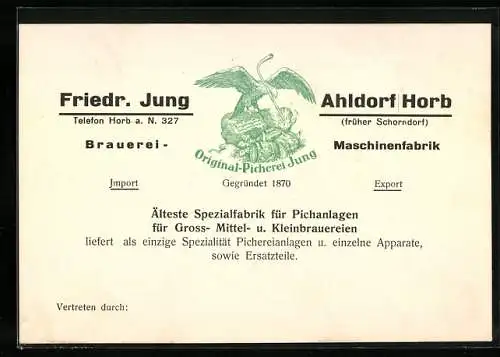 Friedr. Jung
Telefon Horb a. N. 327
Brauerei -
Original-Picherei Jung
Ahldorf/Horb
(früher Schorndorf)
Maschinenfabrik
Import
Gegründet 1870
Export
Älteste Spezialfabrik für Pichanlagen
für Gross- Mittel- u. Kleinbrauereien
liefert als einzige Spezialität Pichereianlagen u. einzelne Apparate,
sowie Ersatzteile.
Vertreten durch: